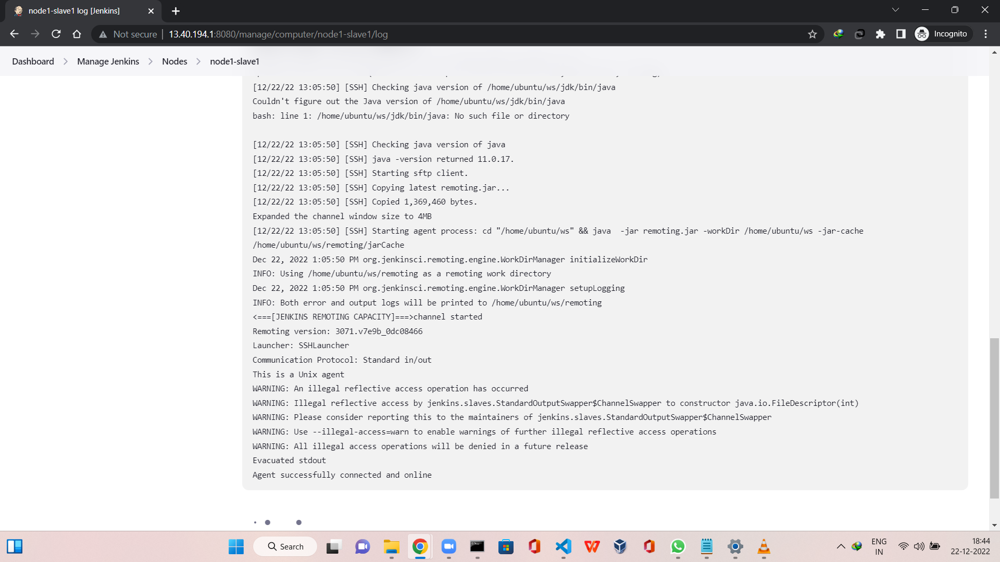 node1-slave1 log [Jenkins]
Not secure
13.40.194.1:8080/manage/computer/node1-slave1/log
Incognito
Dashboard
Manage Jenkins
Nodes
node1-slave1
[12/22/22 13:05:50] [SSH] Checking java version of /home/ubuntu/ws/jdk/bin/java
Couldn't figure out the Java version of /home/ubuntu/ws/jdk/bin/java
bash: line 1: /home/ubuntu/ws/jdk/bin/java: No such file or directory
[12/22/22 13:05:50] [SSH] Checking java version of java
[12/22/22 13:05:50] [SSH] java -version returned 11.0.17.
[12/22/22 13:05:50] [SSH] Starting sftp client.
[12/22/22 13:05:50] [SSH] Copying latest remoting.jar...
[12/22/22 13:05:50] [SSH] Copied 1,369,460 bytes.
Expanded the channel window size to 4MB
[12/22/22 13:05:50] [SSH] Starting agent process: cd "/home/ubuntu/ws" && java  -jar remoting.jar -workDir /home/ubuntu/ws -jar-cache
/home/ubuntu/ws/remoting/jarCache
Dec 22, 2022 1:05:50 PM org.jenkinsci.remoting.engine.WorkDirManager initializeWorkDir
INFO: Using /home/ubuntu/ws/remoting as a remoting work directory
Dec 22, 2022 1:05:50 PM org.jenkinsci.remoting.engine.WorkDirManager setupLogging
INFO: Both error and output logs will be printed to /home/ubuntu/ws/remoting
<===[JENKINS REMOTING CAPACITY]===>channel started
Remoting version: 3071.v7e9b_0dc08466
Launcher: SSHLauncher
Communication Protocol: Standard in/out
This is a Unix agent
WARNING: An illegal reflective access operation has occurred
WARNING: Illegal reflective access by jenkins.slaves.StandardOutputSwapper$ChannelSwapper to constructor java.io.FileDescriptor(int)
WARNING: Please consider reporting this to the maintainers of jenkins.slaves.StandardOutputSwapper$ChannelSwapper
WARNING: Use --illegal-access=warn to enable warnings of further illegal reflective access operations
WARNING: All illegal access operations will be denied in a future release
Evacuated stdout
Agent successfully connected and online
Search
ENG
IN
18:44
22-12-2022